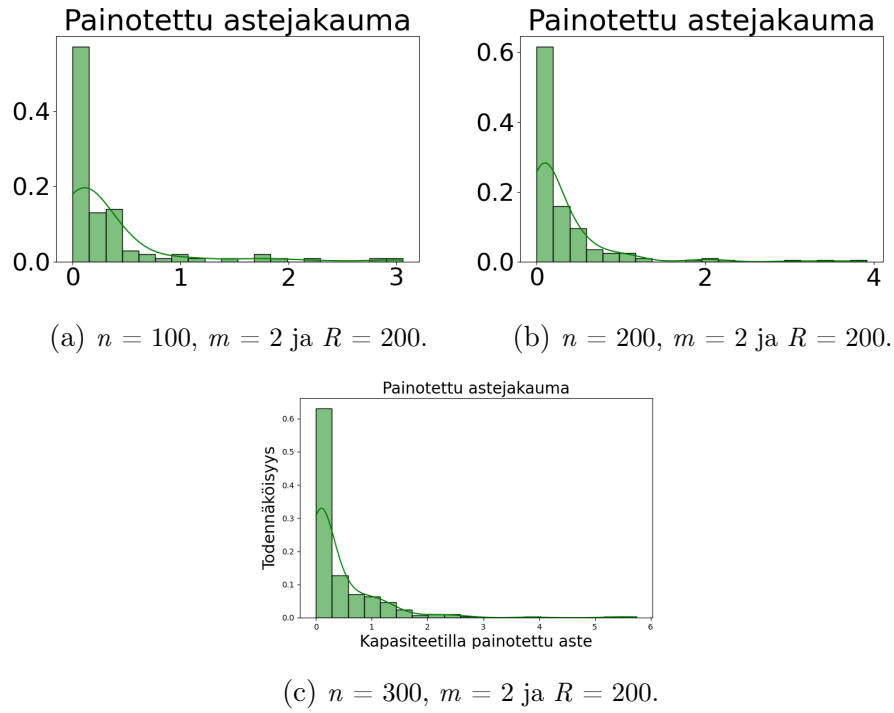 Painotettu astejakauma
0.4
0.2
0.0
0 1 2 3
(a) n = 100, m = 2 ja R = 200.
Painotettu astejakauma
0.6
0.4
0.2
0.0
0 2 4
(b) n = 200, m = 2 ja R = 200.
Painotettu astejakauma
Todennäköisyys
0.6
0.5
0.4
0.3
0.2
0.1
0.0
0 1 2 3 4 5 6
Kapasiteetilla painotettu aste
(c) n = 300, m = 2 ja R = 200.